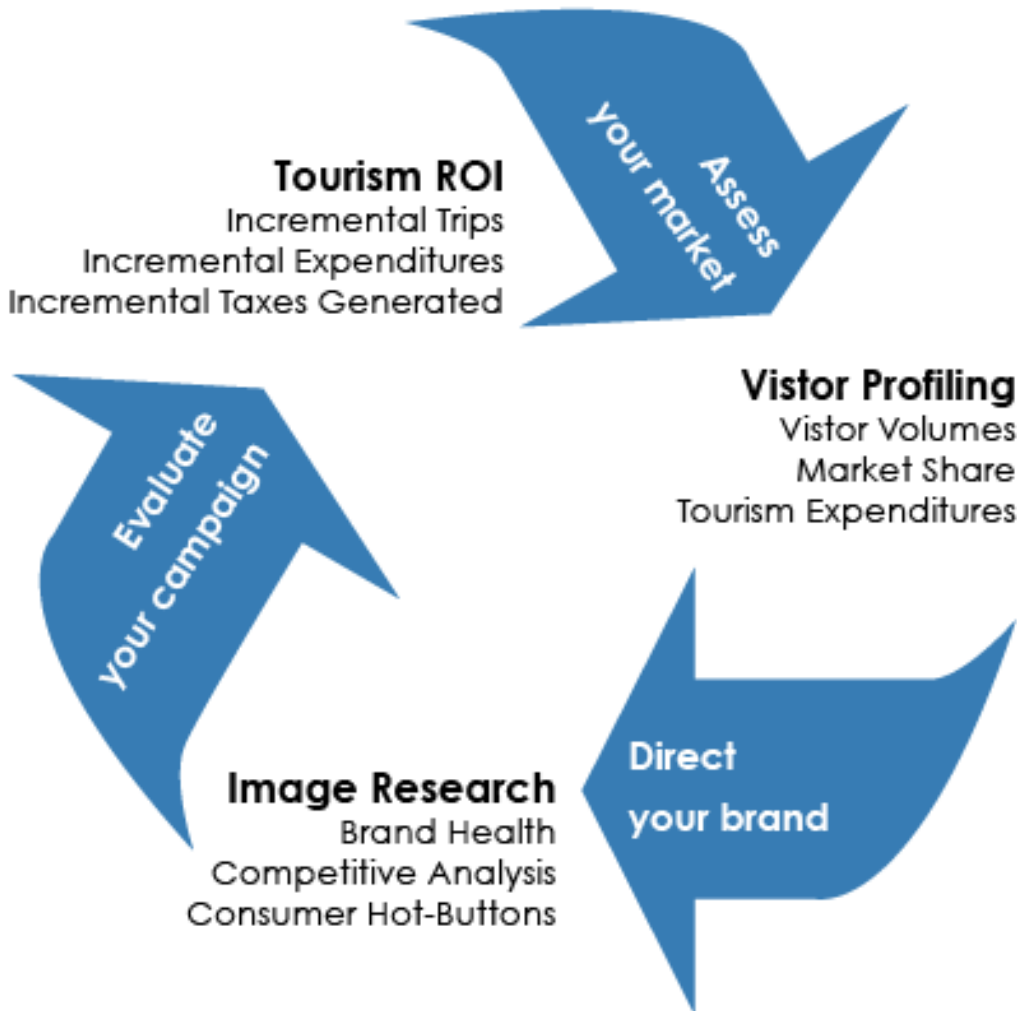 Assess
your market
Tourism ROI
Incremental Trips
Incremental Expenditures
Incremental Taxes Generated
Vistor Profiling
Vistor Volumes
Market Share
Tourism Expenditures
Direct
your brand
Image Research
Brand Health
Competitive Analysis
Consumer Hot-Buttons
Evaluate
your campaign